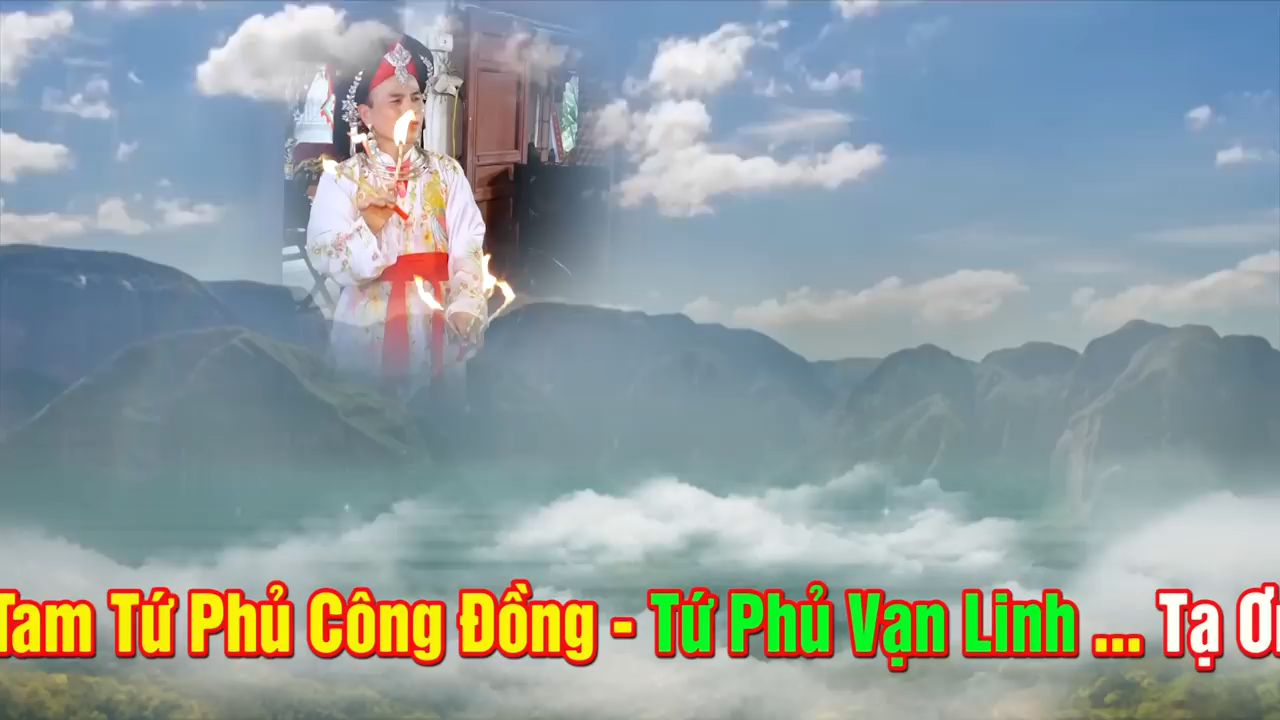 Tam Tứ Phủ Công Đồng - Tứ Phủ Vạn Linh ... Tạ